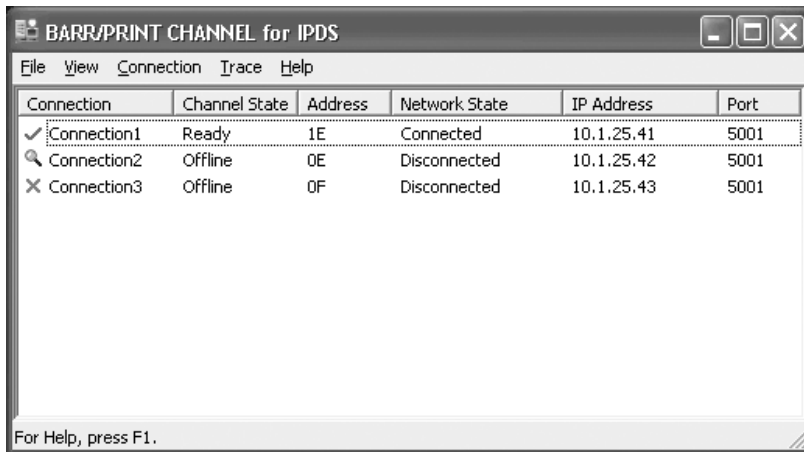 BARR/PRINT CHANNEL for IPDS
File View Connection Trace Help
Connection Channel State Address Network State IP Address Port
Connection1 Ready 1E Connected 10.1.25.41 5001
Connection2 Offline 0E Disconnected 10.1.25.42 5001
Connection3 Offline 0F Disconnected 10.1.25.43 5001
For Help, press F1.